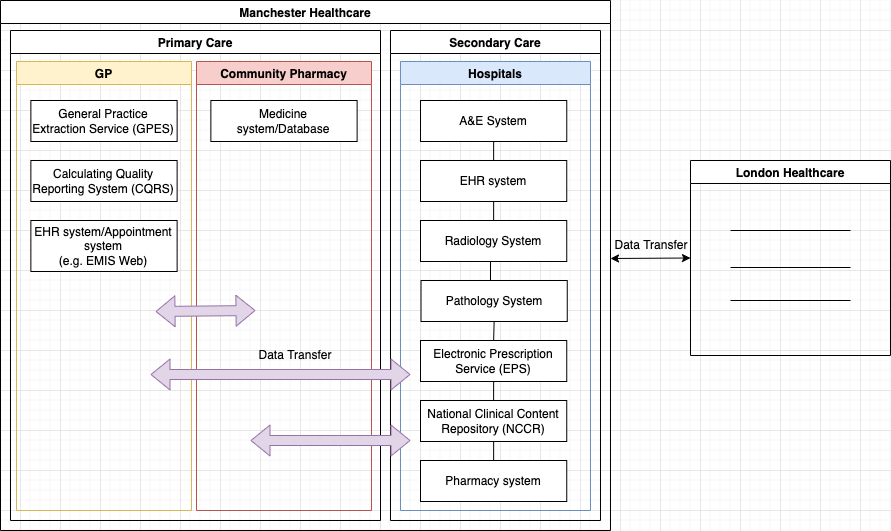 Manchester Healthcare
Primary Care
Secondary Care
GP
Community Pharmacy
Hospitals
General Practice
Extraction Service (GPES)
Medicine
system/Database
A&E System
Calculating Quality
Reporting System (CQRS)
EHR system
London Healthcare
EHR system/Appointment
system
(e.g. EMIS Web)
Radiology System
Data Transfer
Pathology System
Data Transfer
Electronic Prescription
Service (EPS)
National Clinical Content
Repository (NCCR)
Pharmacy system